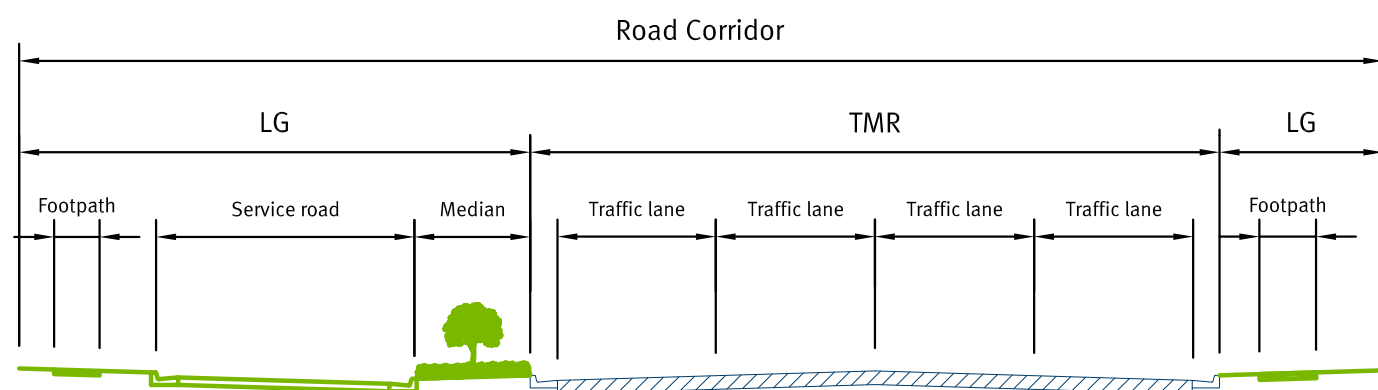 Road Corridor
LG TMR LG
Footpath Service road Median Traffic lane Traffic lane Traffic lane Traffic lane Footpath